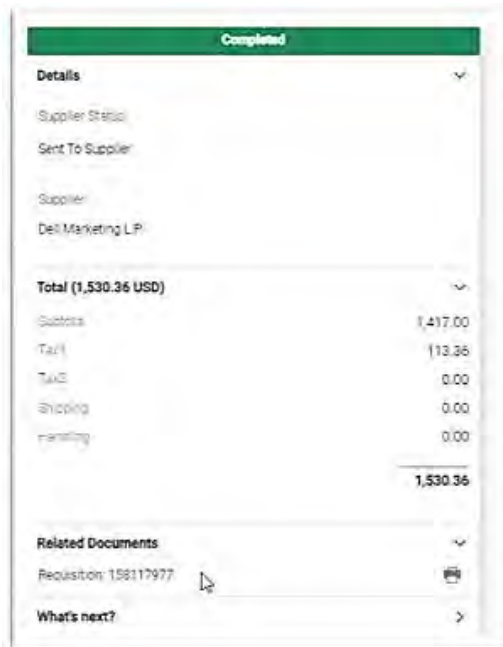 Completed
Details
Supplier Status
Sent To Supplier
Supplier
Dell Marketing L.P.
Total (1,530.36 USD)
Subtotal 1,417.00
Tax1 113.36
Tax2 0.00
Shipping 0.00
Handling 0.00
1,530.36
Related Documents
Requisition: 158117977
What's next?